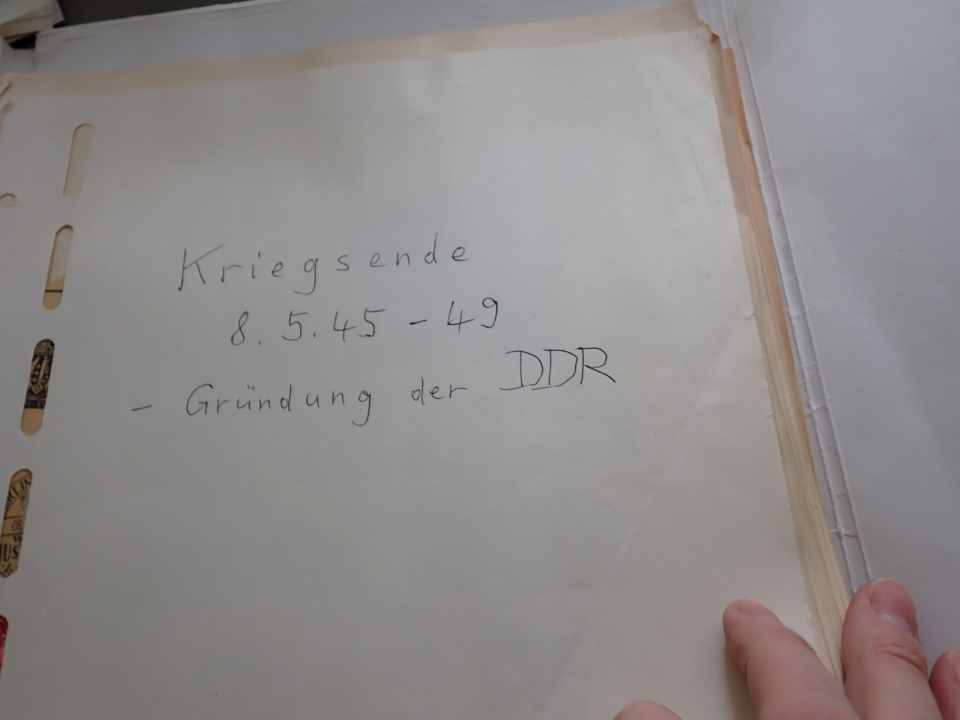 Kriegsende
8.5.45 - 49
- Gründung der DDR